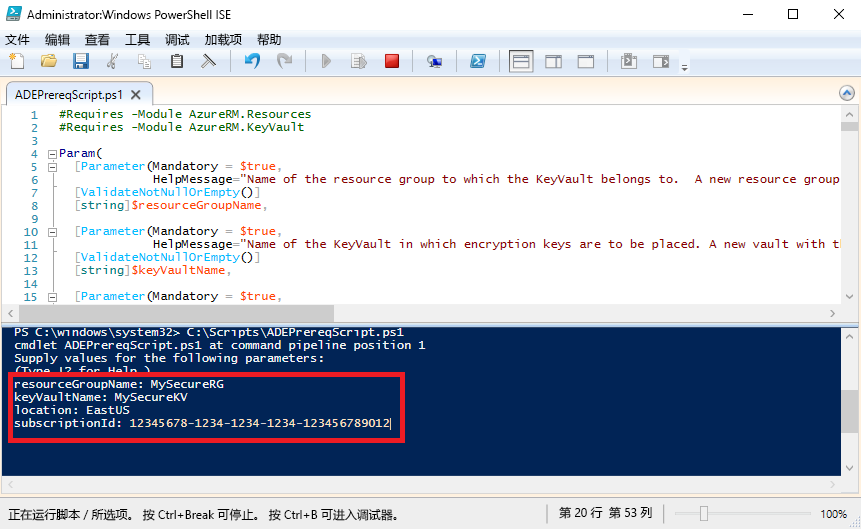 Administrator:Windows PowerShell ISE
文件 编辑 查看 工具 调试 加载项 帮助
ADEPrereqScript.ps1
1 #Requires -Module AzureRM.Resources
2 #Requires -Module AzureRM.KeyVault
3
4 Param(
5 [Parameter(Mandatory = $true,
6 HelpMessage="Name of the resource group to which the KeyVault belongs to.  A new resource group
7 [ValidateNotNullOrEmpty()]
8 [string]$resourceGroupName,
9
10 [Parameter(Mandatory = $true,
11 HelpMessage="Name of the KeyVault in which encryption keys are to be placed. A new vault with th
12 [ValidateNotNullOrEmpty()]
13 [string]$keyVaultName,
14
15 [Parameter(Mandatory = $true,
PS C:\windows\system32> C:\Scripts\ADEPrereqScript.ps1
cmdlet ADEPrereqScript.ps1 at command pipeline position 1
Supply values for the following parameters:
(Type !? for Help.)
resourceGroupName: MySecureRG
keyVaultName: MySecureKV
location: EastUS
subscriptionId: 12345678-1234-1234-1234-123456789012
正在运行脚本 / 所选项。 按 Ctrl+Break 可停止。 按 Ctrl+B 可进入调试器。 第 20 行 第 53 列 100%